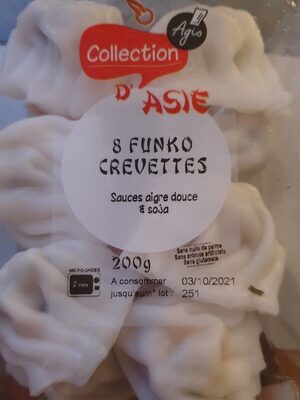 Collection
Agis
D'ASIE
8 FUNKO
CREVETTES
Sauces aigre douce
& soja
Sans huile de palme
Sans arômes artificiels
Sans glutamate
200g
MICRO-ONDES
2 min
A consommer 03/10/2021
jusqu'au/n° lot : 251